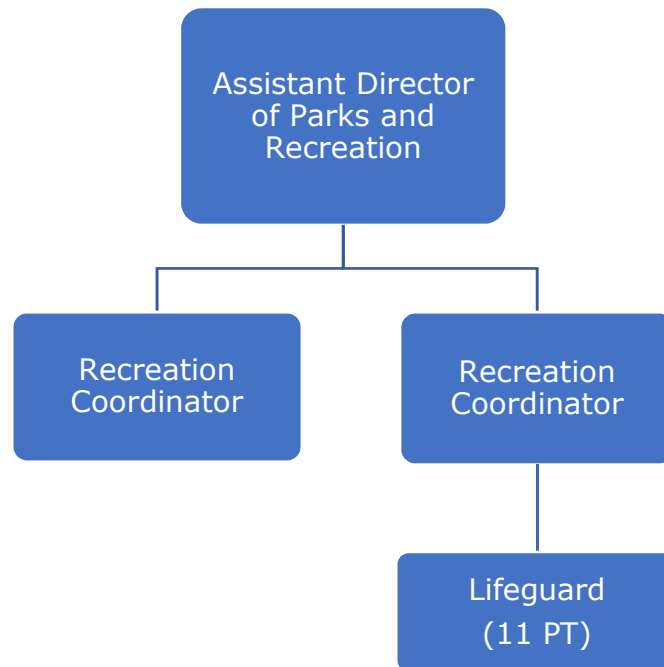 Assistant Director
of Parks and
Recreation
Recreation
Coordinator
Recreation
Coordinator
Lifeguard
(11 PT)